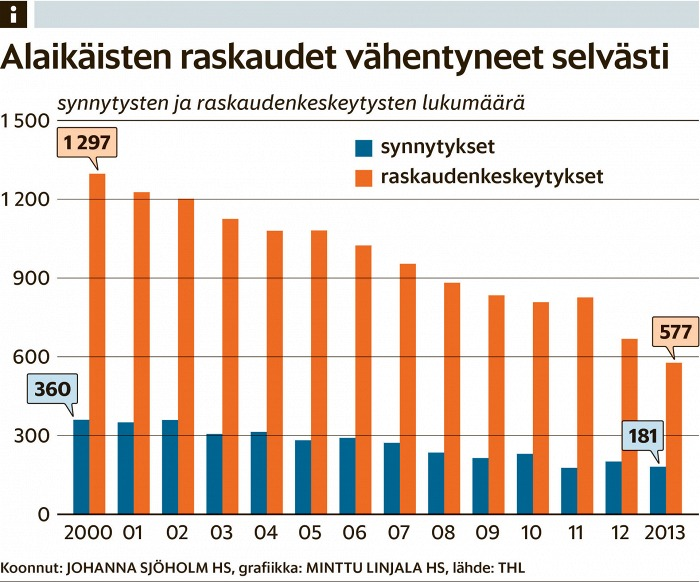 i
Alaikäisten raskaudet vähentyneet selvästi
synnytysten ja raskaudenkeskeytysten lukumäärä
1 500
1 297
synnytykset
raskaudenkeskeytykset
1 200
900
600
577
360
300
181
0
2000 01 02 03 04 05 06 07 08 09 10 11 12 2013
Koonnut: JOHANNA SJÖHOLM HS, grafiikka: MINTTU LINJALA HS, lähde: THL